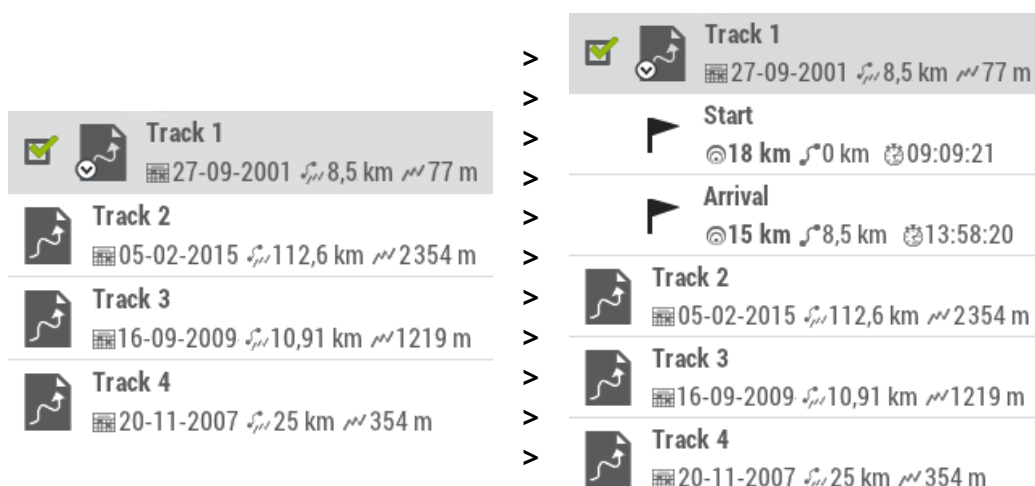 Track 1
27-09-2001 8,5 km 77 m
Track 2
05-02-2015 112,6 km 2354 m
Track 3
16-09-2009 10,91 km 1219 m
Track 4
20-11-2007 25 km 354 m
>
>
>
>
>
>
>
>
>
>
>
Track 1
27-09-2001 8,5 km 77 m
Start
18 km 0 km 09:09:21
Arrival
15 km 8,5 km 13:58:20
Track 2
05-02-2015 112,6 km 2354 m
Track 3
16-09-2009 10,91 km 1219 m
Track 4
20-11-2007 25 km 354 m